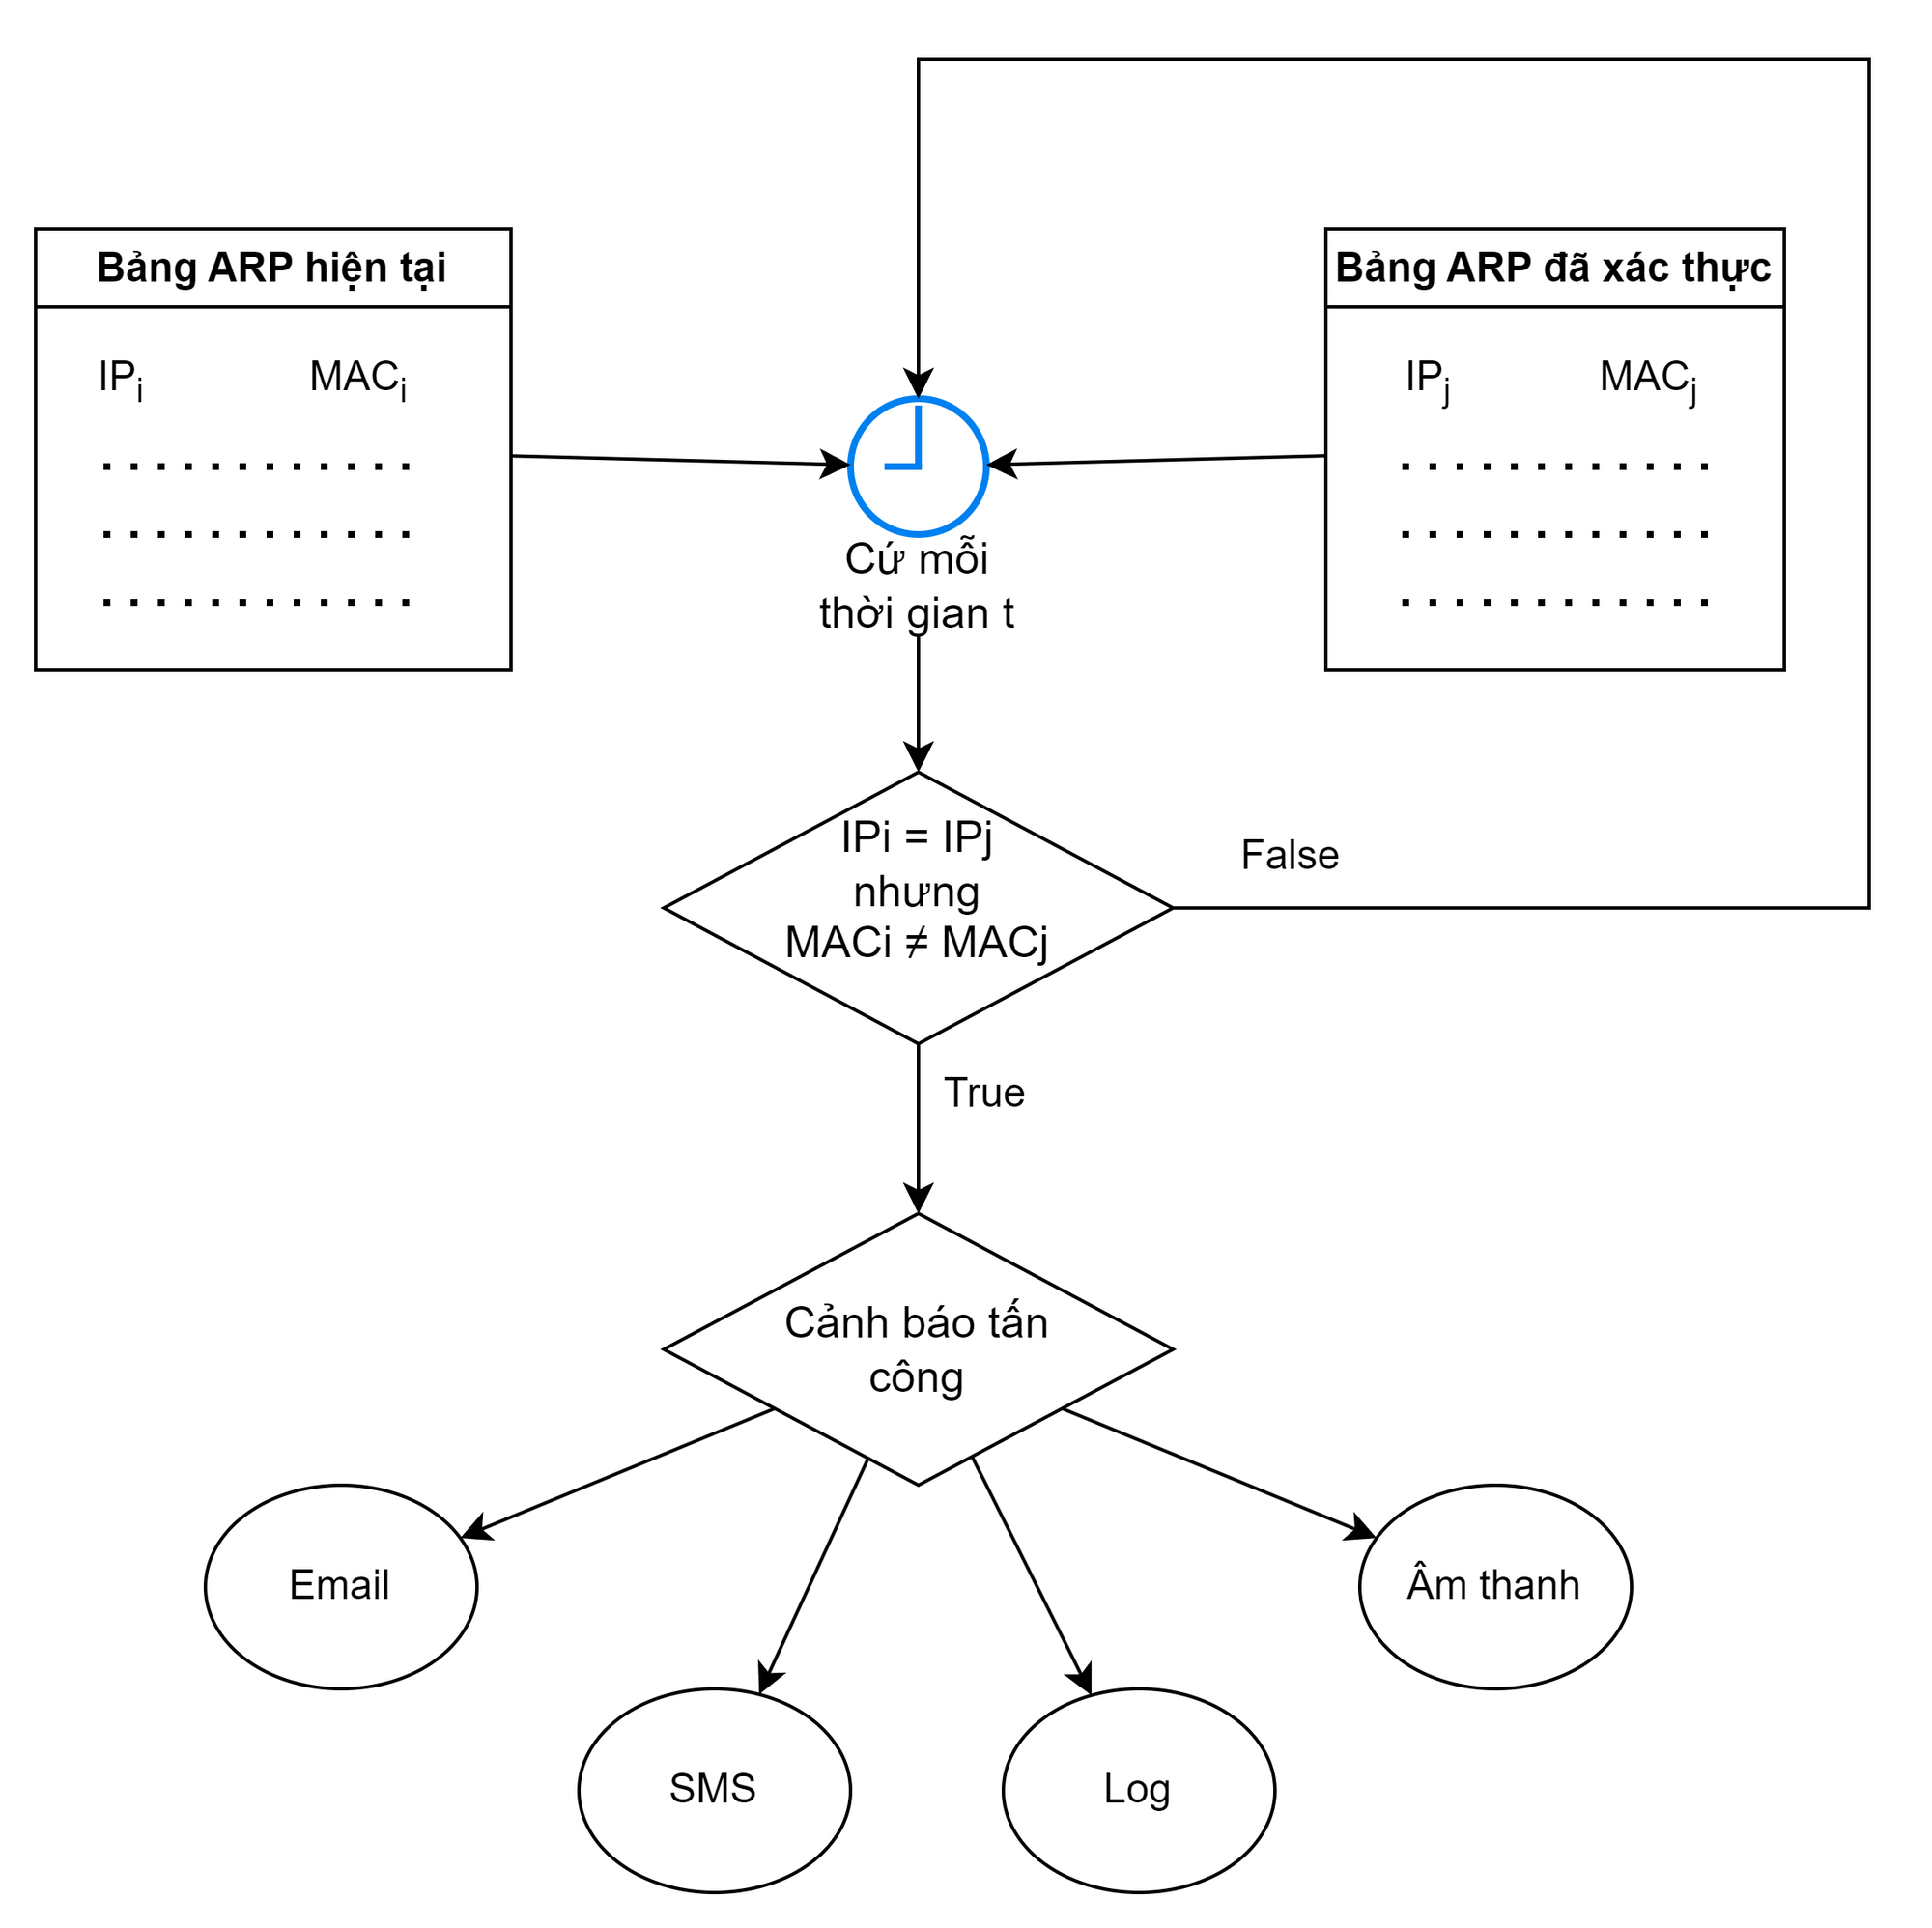 Bảng ARP hiện tại
IPi MACi
. . . . . . . . . . . .
. . . . . . . . . . . .
. . . . . . . . . . . .
Bảng ARP đã xác thực
IPj MACj
. . . . . . . . . . . .
. . . . . . . . . . . .
. . . . . . . . . . . .
Cứ mỗi
thời gian t
IPi = IPj
nhưng
MACi ≠ MACj
False
True
Cảnh báo tấn
công
Email
SMS
Log
Âm thanh